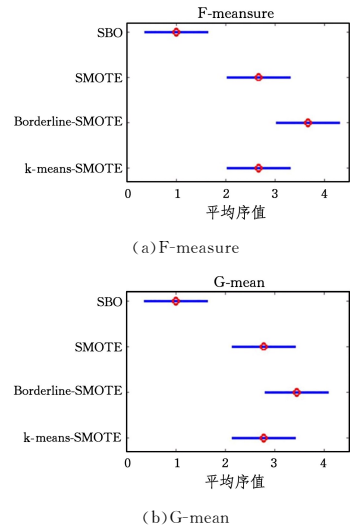 F-meansure
SBO
SMOTE
Borderline-SMOTE
k-means-SMOTE
0 1 2 3 4
平均序值
(a)F-measure
G-mean
SBO
SMOTE
Borderline-SMOTE
k-means-SMOTE
0 1 2 3 4
平均序值
(b)G-mean